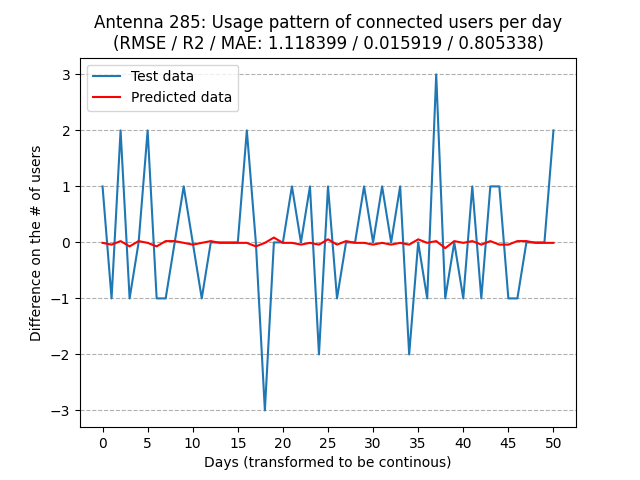 Antenna 285: Usage pattern of connected users per day
(RMSE / R2 / MAE: 1.118399 / 0.015919 / 0.805338)
Test data
Predicted data
Difference on the # of users
3
2
1
0
−1
−2
−3
0 5 10 15 20 25 30 35 40 45 50
Days (transformed to be continous)